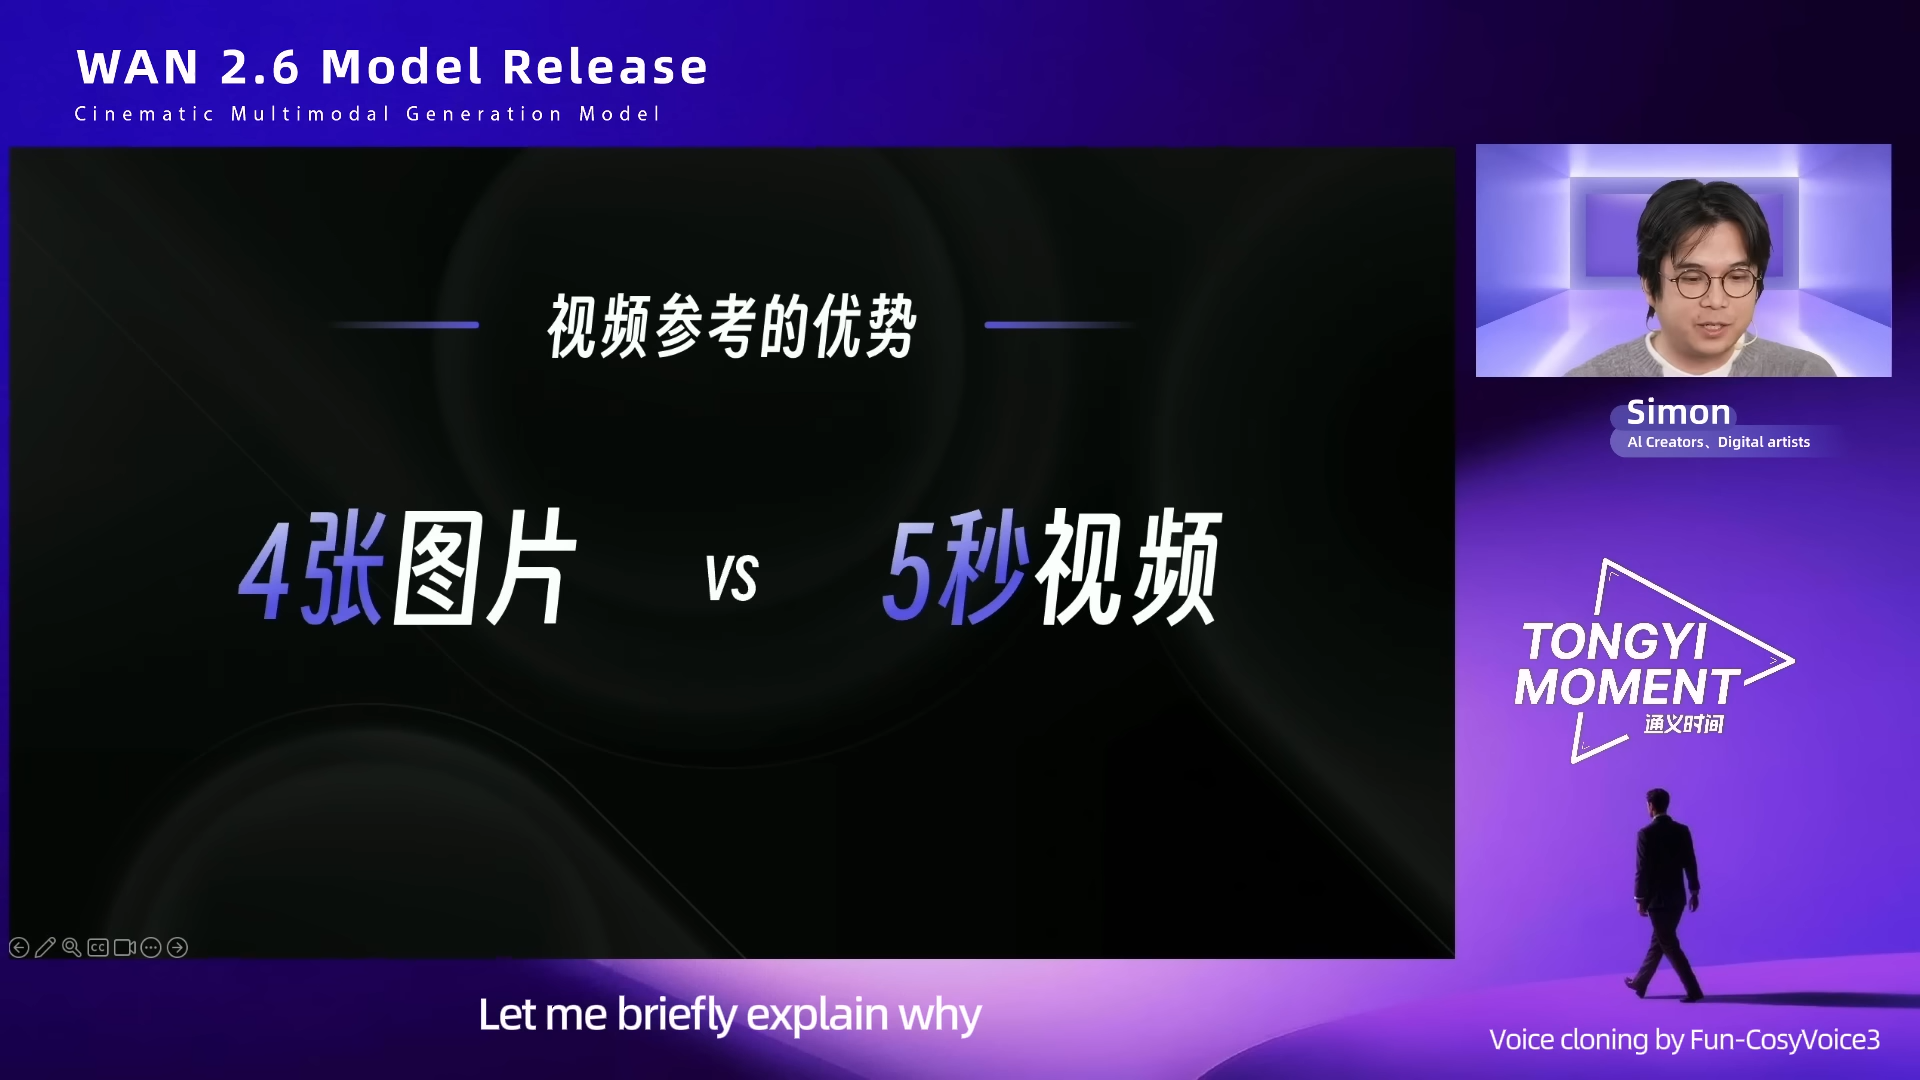 WAN 2.6 Model Release
Cinematic Multimodal Generation Model
视频参考的优势
4张图片 VS 5秒视频
Simon
AI Creators、Digital artists
TONGYI
MOMENT
通义时间
CC
Let me briefly explain why
Voice cloning by Fun-CosyVoice3